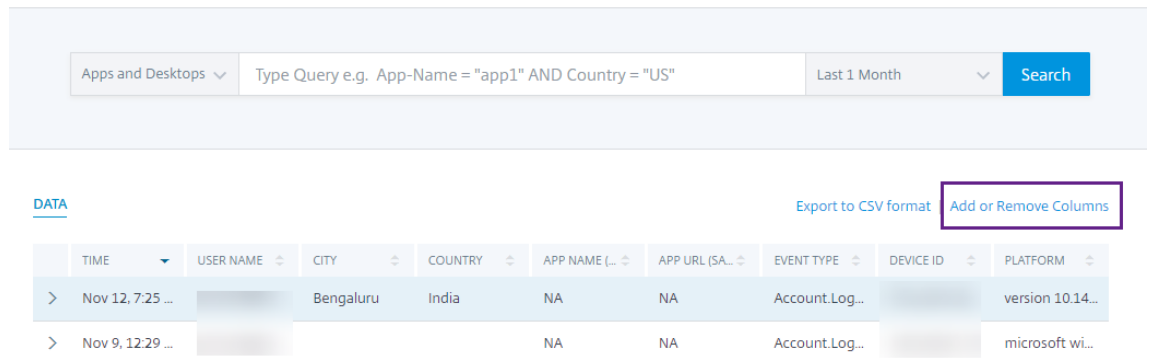 Apps and Desktops Type Query e.g. App-Name = "app1" AND Country = "US" Last 1 Month Search
DATA Export to CSV format | Add or Remove Columns
TIME USER NAME CITY COUNTRY APP NAME (... APP URL (SA... EVENT TYPE DEVICE ID PLATFORM
Nov 12, 7:25 ... Bengaluru India NA NA Account.Log... version 10.14...
Nov 9, 12:29 ... NA NA Account.Log... microsoft wi...